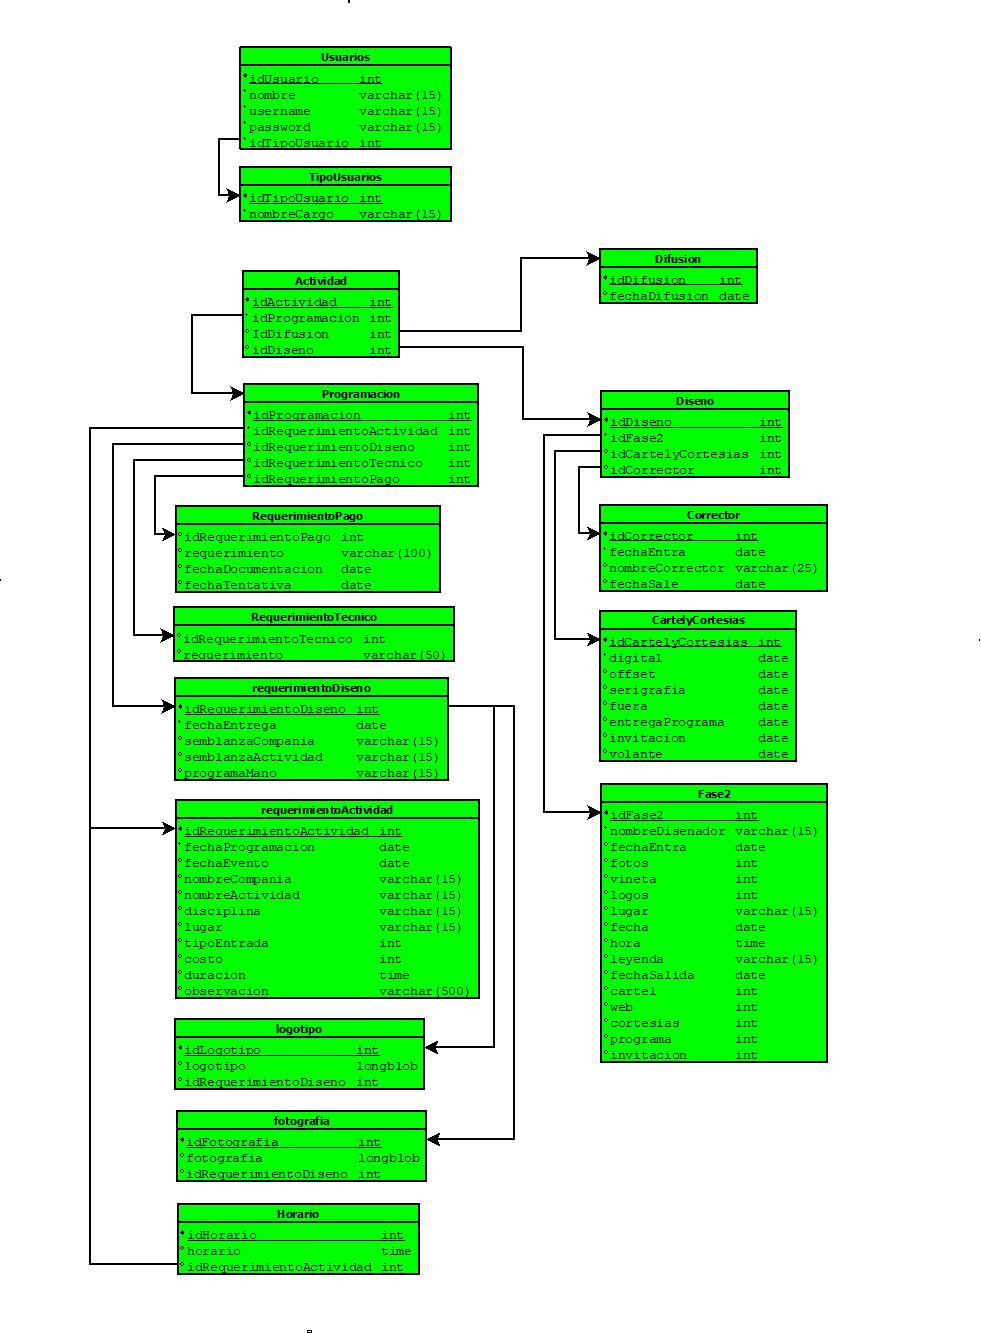 Usuarios
idUsuario int
nombre varchar(15)
username varchar(15)
password varchar(15)
idTipoUsuario int
TipoUsuarios
idTipoUsuario int
nombreCargo varchar(15)
Actividad
idActividad int
idProgramacion int
IdDifusion int
idDiseno int
Programacion
idProgramacion int
idRequerimientoActividad int
idRequerimientoDiseno int
idRequerimientoTecnico int
idRequerimientoPago int
RequerimientoPago
idRequerimientoPago int
requerimiento varchar(100)
fechaDocumentacion date
fechaTentativa date
RequerimientoTecnico
idRequerimientoTecnico int
requerimiento varchar(50)
requerimientoDiseno
idRequerimientoDiseno int
fechaEntrega date
semblanzaCompania varchar(15)
semblanzaActividad varchar(15)
programaMano varchar(15)
requerimientoActividad
idRequerimientoActividad int
fechaProgramacion date
fechaEvento date
nombreCompania varchar(15)
nombreActividad varchar(15)
disciplina varchar(15)
lugar varchar(15)
tipoEntrada int
costo int
duracion time
observacion varchar(500)
logotipo
idLogotipo int
logotipo longblob
idRequerimientoDiseno int
fotografia
idFotografia int
fotografia longblob
idRequerimientoDiseno int
Horario
idHorario int
horario time
idRequerimientoActividad int
Difusion
idDifusion int
fechaDifusion date
Diseno
idDiseno int
idFase2 int
idCartelyCortesias int
idCorrector int
Corrector
idCorrector int
fechaEntra date
nombreCorrector varchar(25)
fechaSale date
CartelyCortesias
idCartelyCortesias int
digital date
offset date
serigrafia date
fuera date
entregaPrograma date
invitacion date
volante date
Fase2
idFase2 int
nombreDisenador varchar(15)
fechaEntra date
fotos int
vineta int
logos int
lugar varchar(15)
fecha date
hora time
leyenda varchar(15)
fechaSalida date
cartel int
web int
cortesias int
programa int
invitacion int